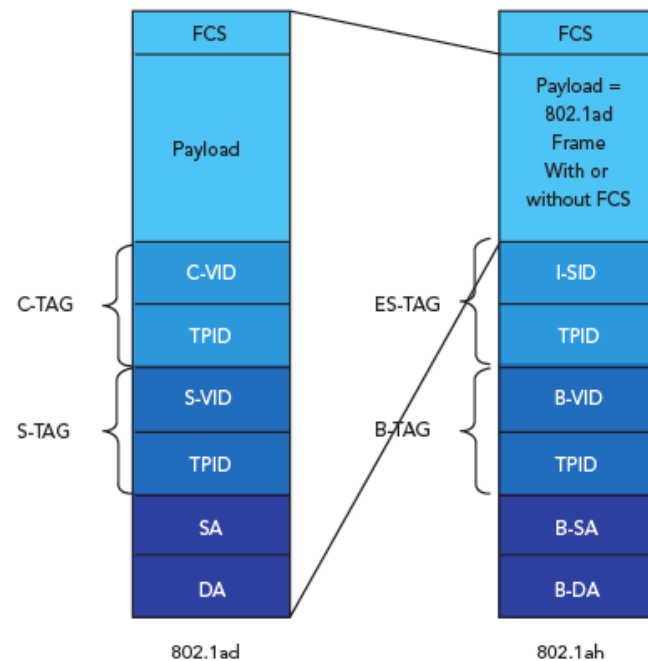 FCS
Payload
C-VID
C-TAG
TPID
S-VID
S-TAG
TPID
SA
DA
802.1ad
FCS
Payload =
802.1ad
Frame
With or
without FCS
I-SID
ES-TAG
TPID
B-VID
B-TAG
TPID
B-SA
B-DA
802.1ah